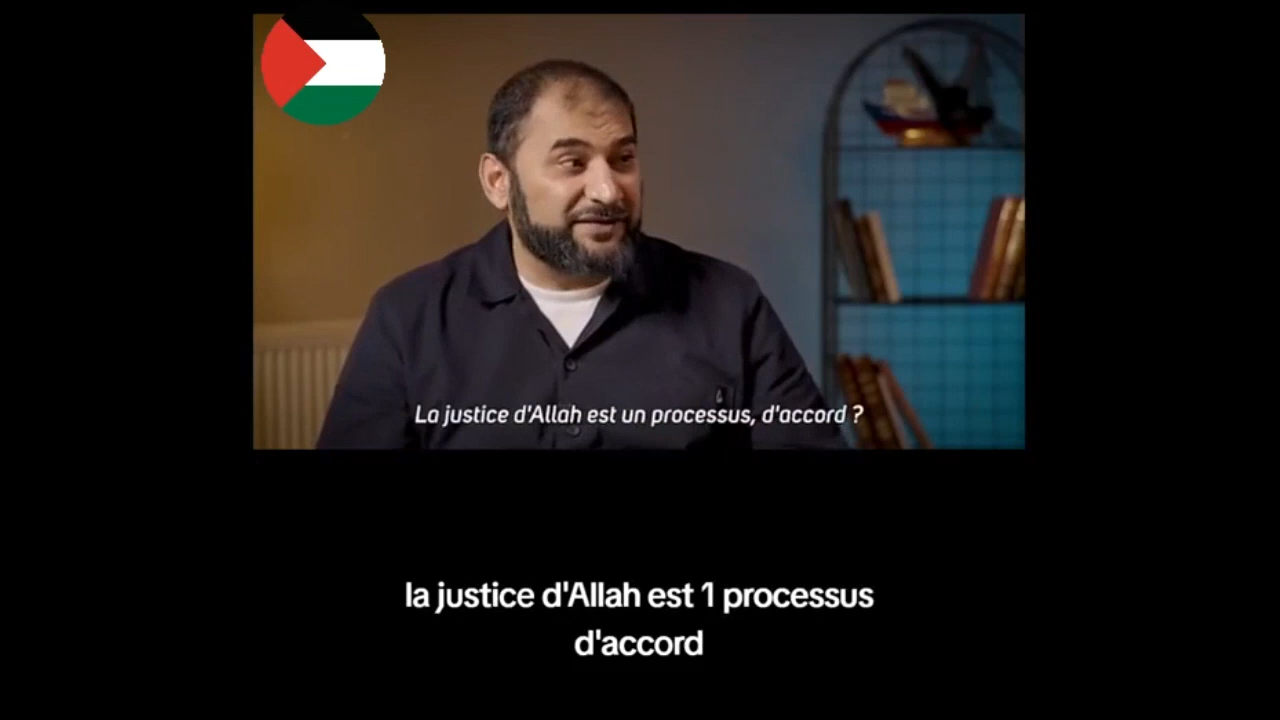 La justice d'Allah est un processus, d'accord ?
la justice d'Allah est 1 processus
d'accord